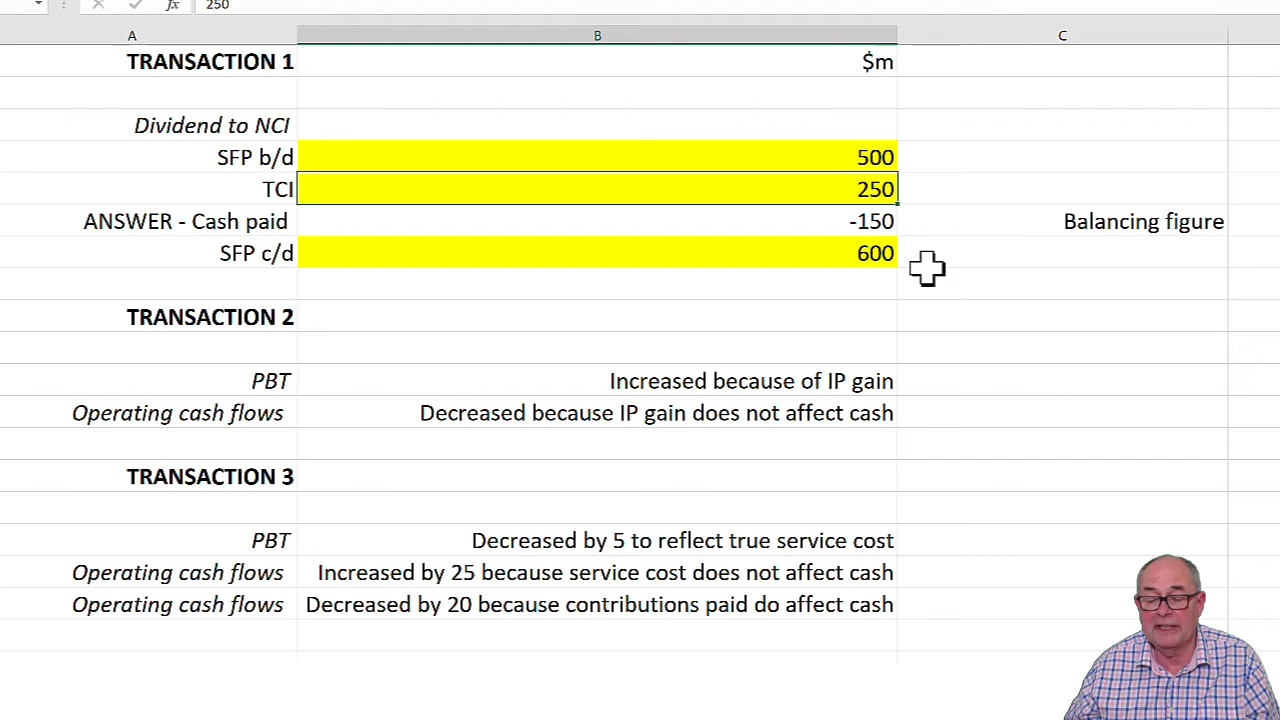 fx 250
A B C
TRANSACTION 1 $m
Dividend to NCI
SFP b/d 500
TCI 250
ANSWER - Cash paid -150 Balancing figure
SFP c/d 600
TRANSACTION 2
PBT Increased because of IP gain
Operating cash flows Decreased because IP gain does not affect cash
TRANSACTION 3
PBT Decreased by 5 to reflect true service cost
Operating cash flows Increased by 25 because service cost does not affect cash
Operating cash flows Decreased by 20 because contributions paid do affect cash